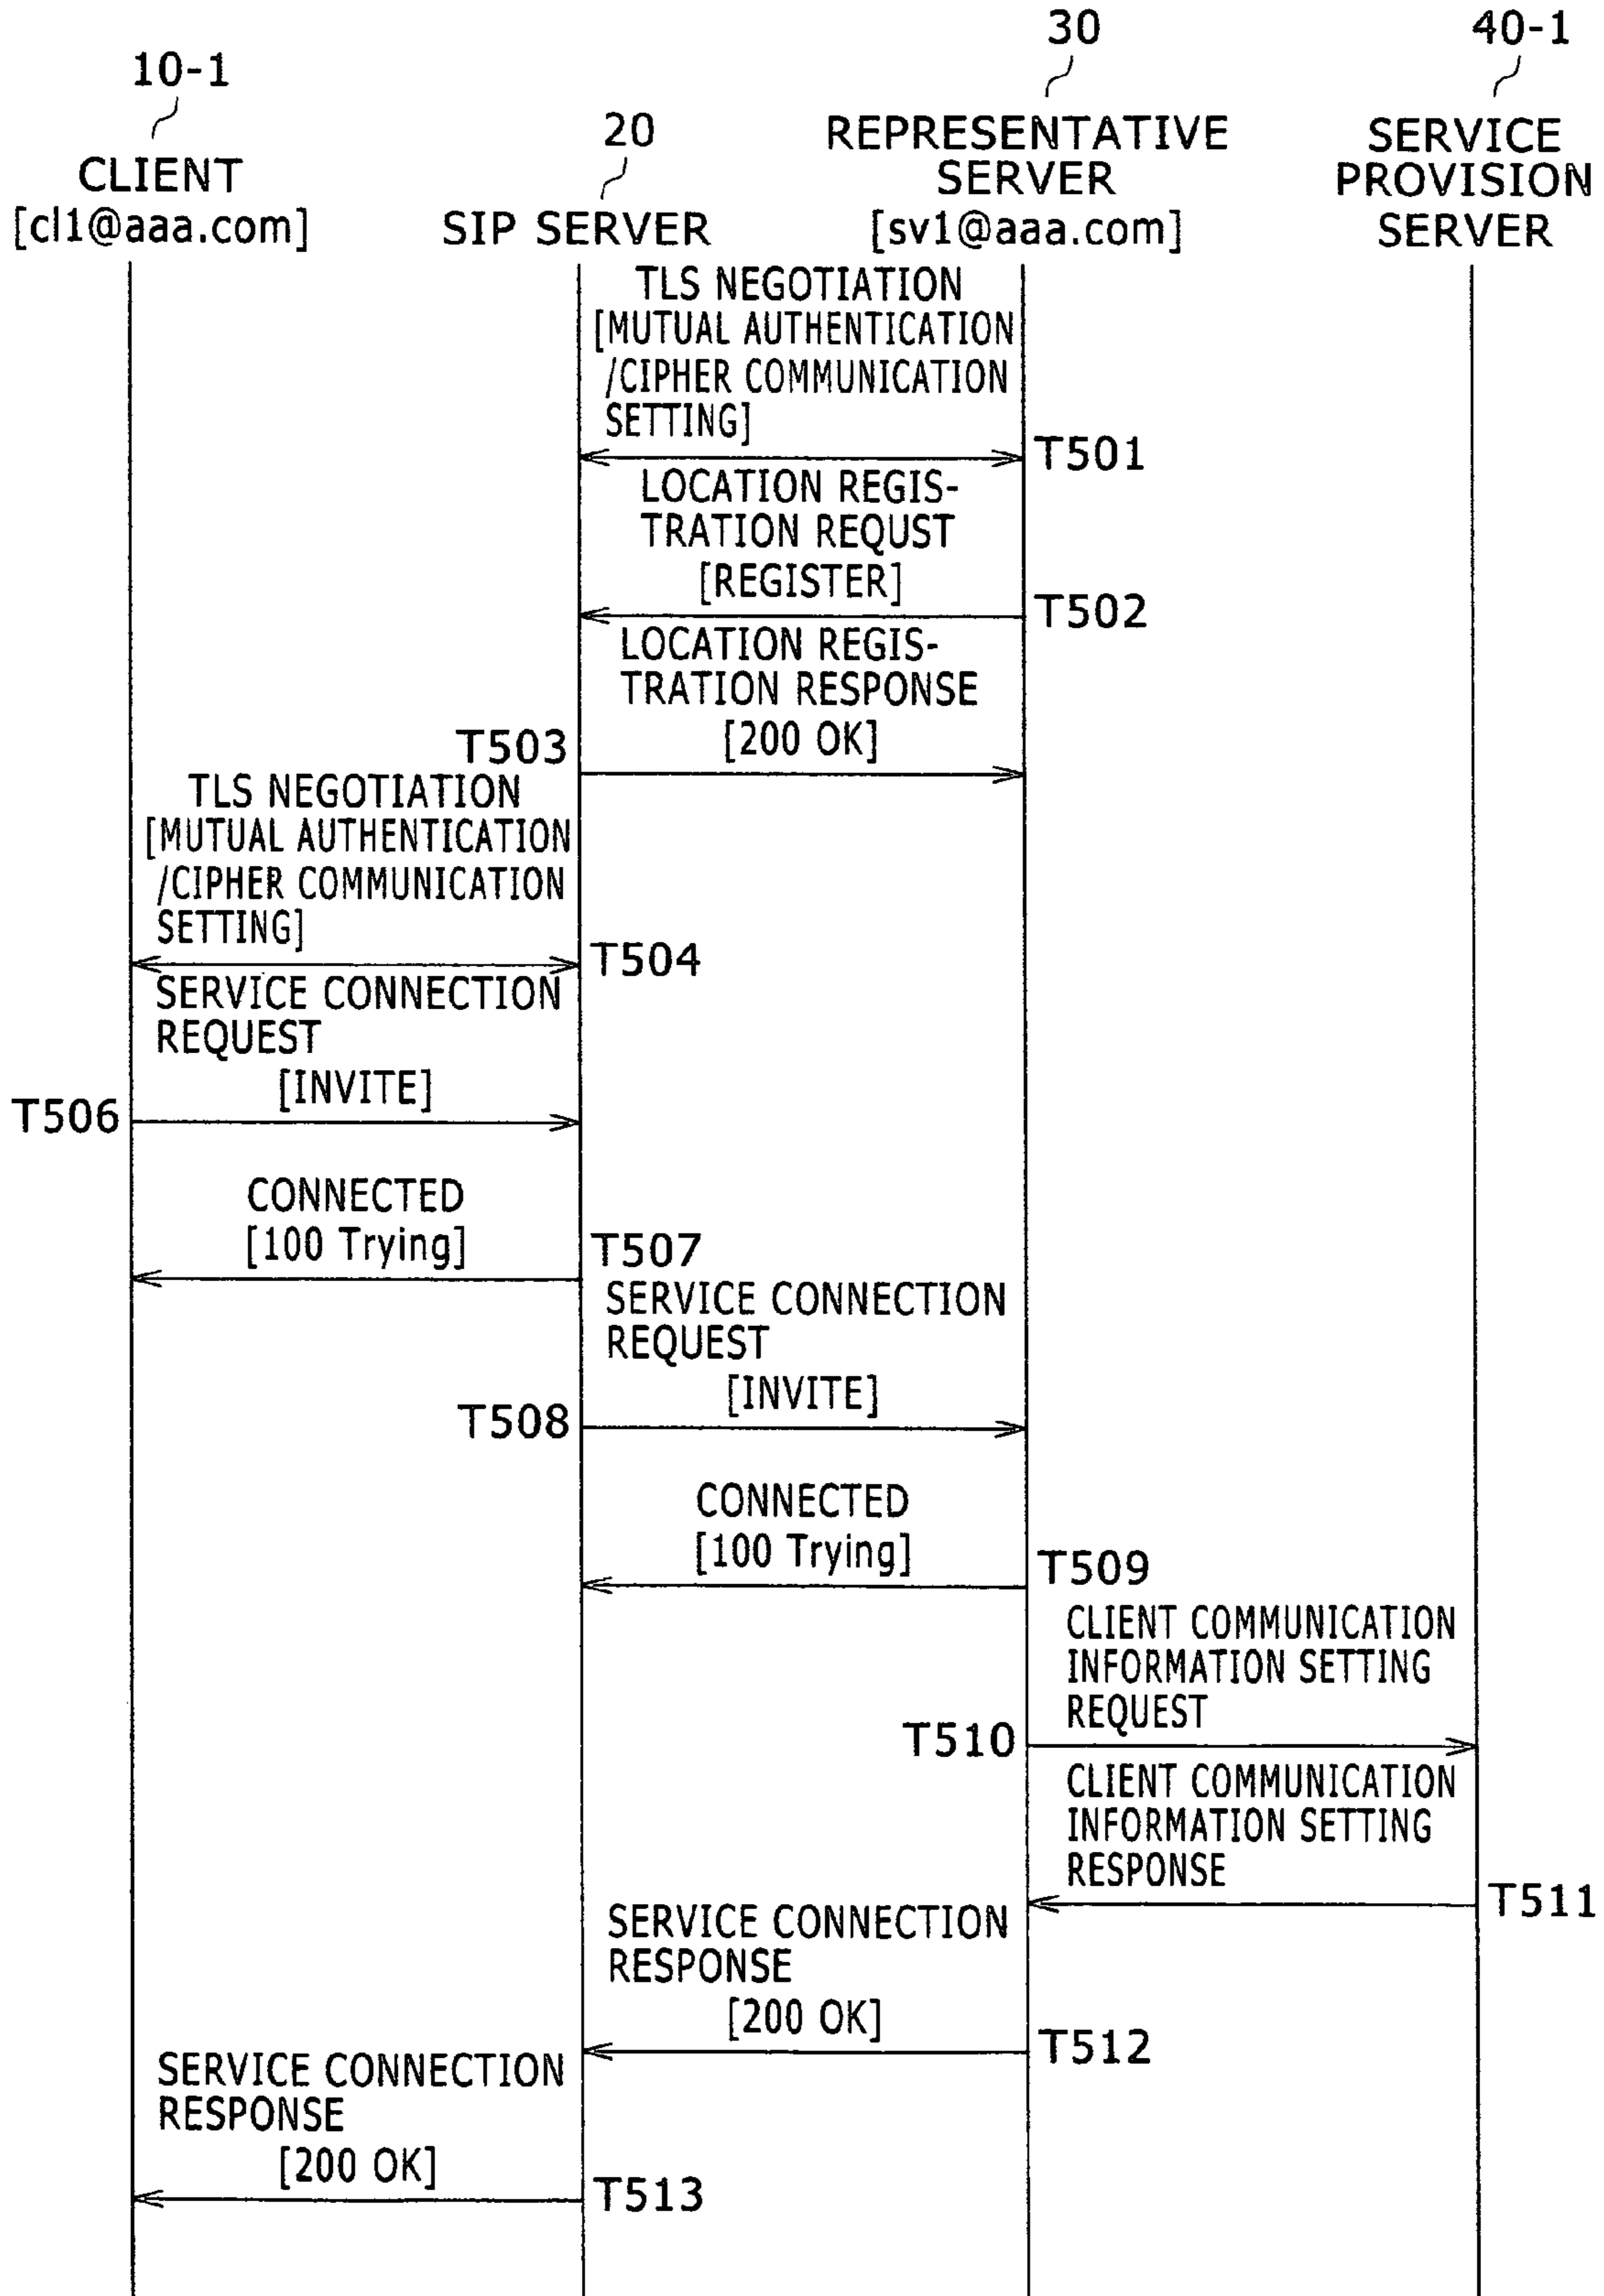 10-1
CLIENT
[cl1@aaa.com]
20
SIP SERVER
30
REPRESENTATIVE
SERVER
[sv1@aaa.com]
40-1
SERVICE
PROVISION
SERVER
TLS NEGOTIATION
[MUTUAL AUTHENTICATION
/CIPHER COMMUNICATION
SETTING]
T501
LOCATION REGIS-
TRATION REQUST
[REGISTER]
T502
LOCATION REGIS-
TRATION RESPONSE
[200 OK]
T503
TLS NEGOTIATION
[MUTUAL AUTHENTICATION
/CIPHER COMMUNICATION
SETTING]
T504
SERVICE CONNECTION
REQUEST
[INVITE]
T506
CONNECTED
[100 Trying]
T507
SERVICE CONNECTION
REQUEST
[INVITE]
T508
CONNECTED
[100 Trying]
T509
CLIENT COMMUNICATION
INFORMATION SETTING
REQUEST
T510
CLIENT COMMUNICATION
INFORMATION SETTING
RESPONSE
T511
SERVICE CONNECTION
RESPONSE
[200 OK]
T512
SERVICE CONNECTION
RESPONSE
[200 OK]
T513